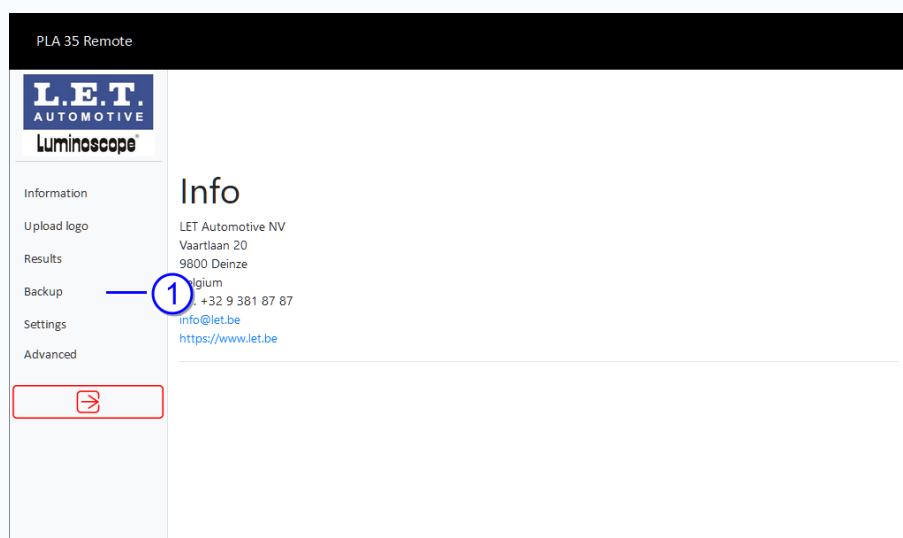 PLA 35 Remote
L.E.T.
AUTOMOTIVE
Luminoscope®
Information
Upload logo
Results
Backup
1
Settings
Advanced
Info
LET Automotive NV
Vaartlaan 20
9800 Deinze
+32 9 381 87 87
info@let.be
https://www.let.be